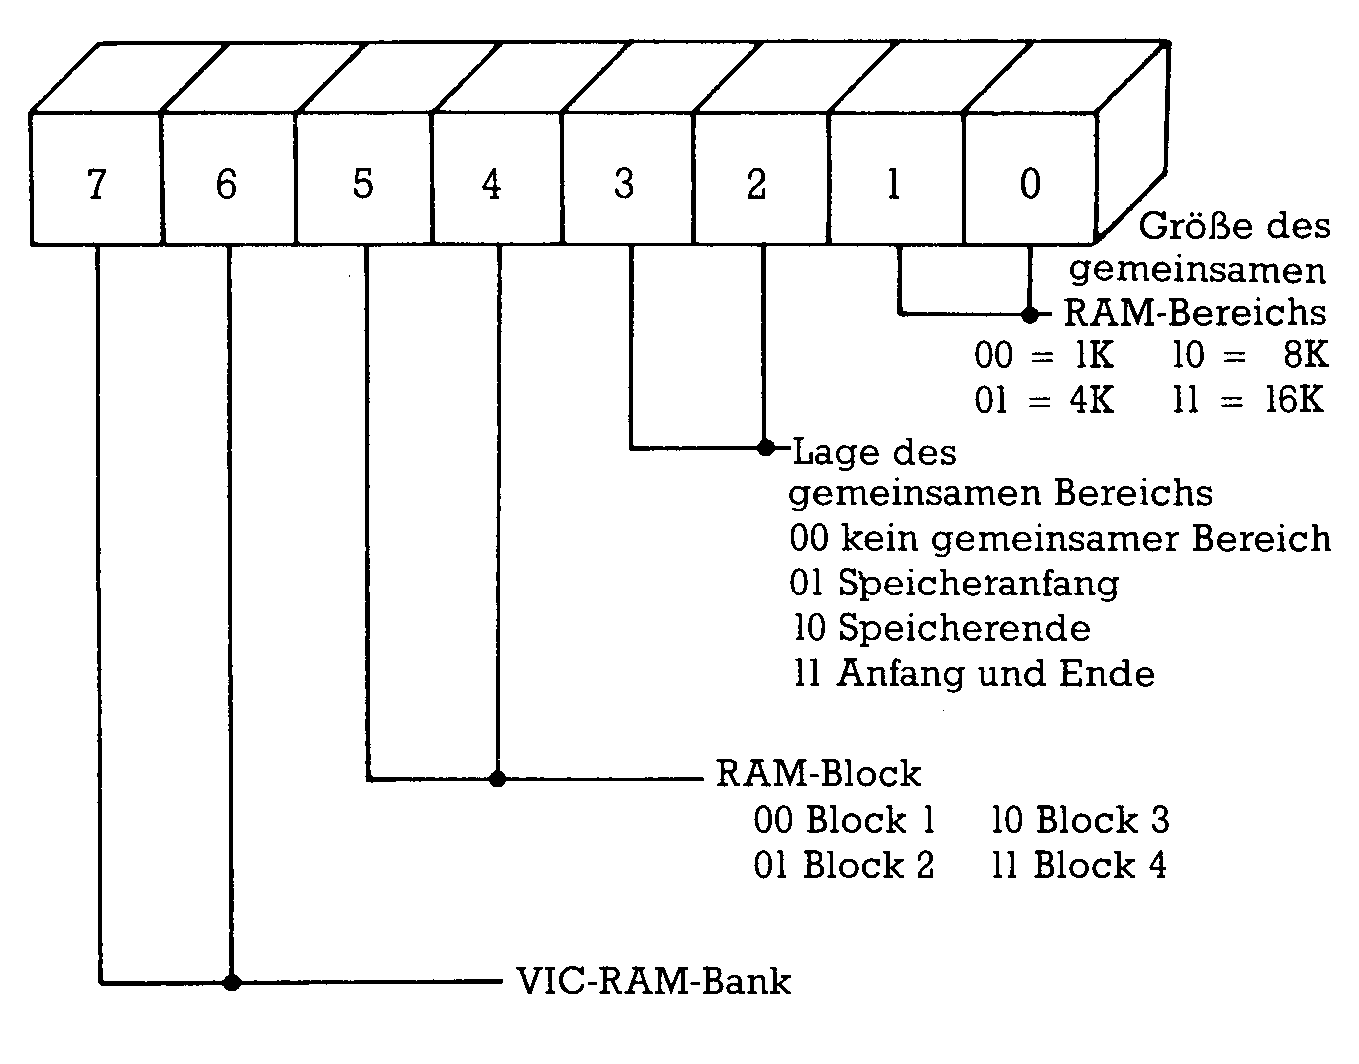 7 6 5 4 3 2 1 0
Größe des
gemeinsamen
RAM-Bereichs
00 = 1K 10 = 8K
01 = 4K 11 = 16K
Lage des
gemeinsamen Bereichs
00 kein gemeinsamer Bereich
01 Speicheranfang
10 Speicherende
11 Anfang und Ende
RAM-Block
00 Block 1 10 Block 3
01 Block 2 11 Block 4
VIC-RAM-Bank